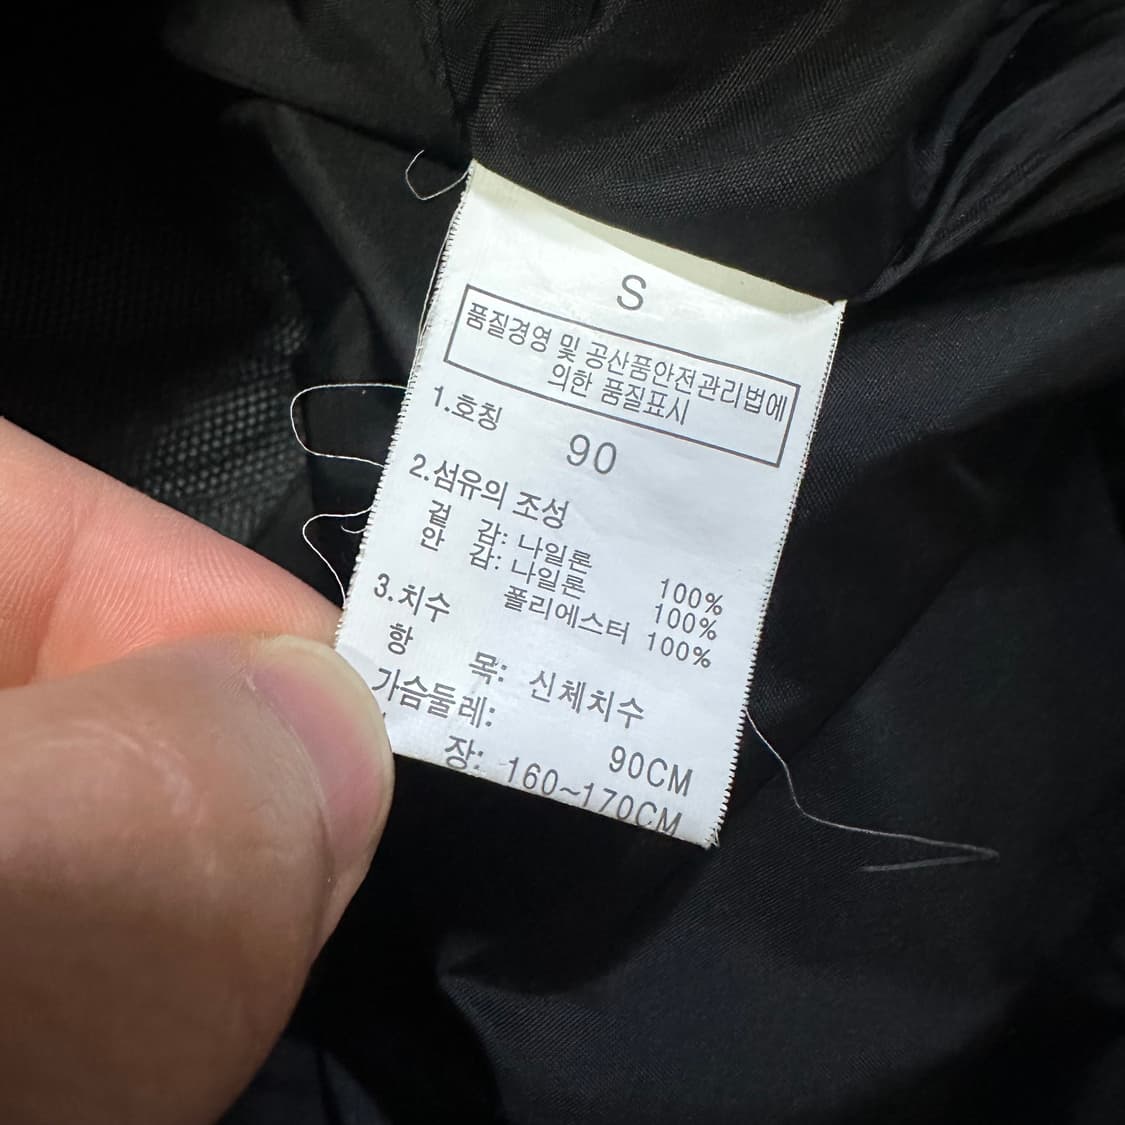 S
품질경영 및 공산품안전관리법에
의한 품질표시
1.호칭 90
2.섬유의 조성
겉 감: 나일론 100%
안 감: 나일론 100%
폴리에스터 100%
3.치수
항 목: 신체치수
가슴둘레: 90CM
장: 160~170CM